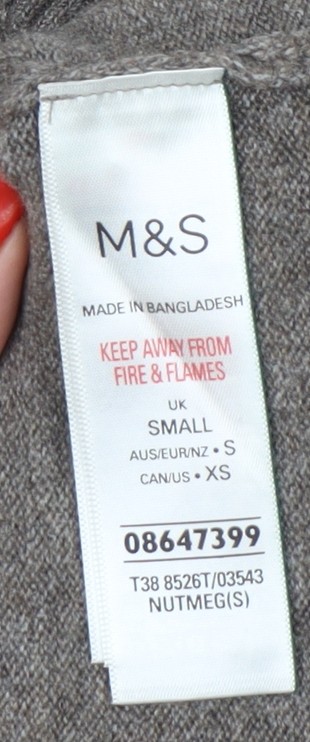 M&S
MADE IN BANGLADESH
KEEP AWAY FROM
FIRE & FLAMES
UK
SMALL
AUS/EUR/NZ • S
CAN/US • XS
08647399
T38 8526T/03543
NUTMEG(S)